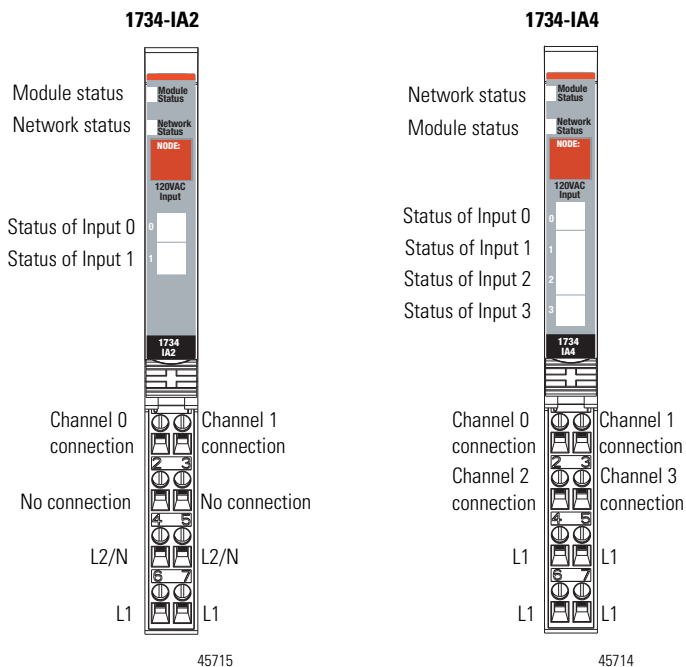 1734-IA2
Module status
Network status
Module
Status
Network
Status
NODE:
120VAC
Input
Status of Input 0
0
Status of Input 1
1
1734
IA2
Channel 0
connection
Channel 1
connection
2 3
No connection
No connection
4 5
L2/N
L2/N
6 7
L1
L1
45715
1734-IA4
Network status
Module status
Module
Status
Network
Status
NODE:
120VAC
Input
Status of Input 0
0
Status of Input 1
1
Status of Input 2
2
Status of Input 3
3
1734
IA4
Channel 0
connection
Channel 1
connection
2 3
Channel 2
connection
Channel 3
connection
4 5
L1
L1
6 7
L1
L1
45714